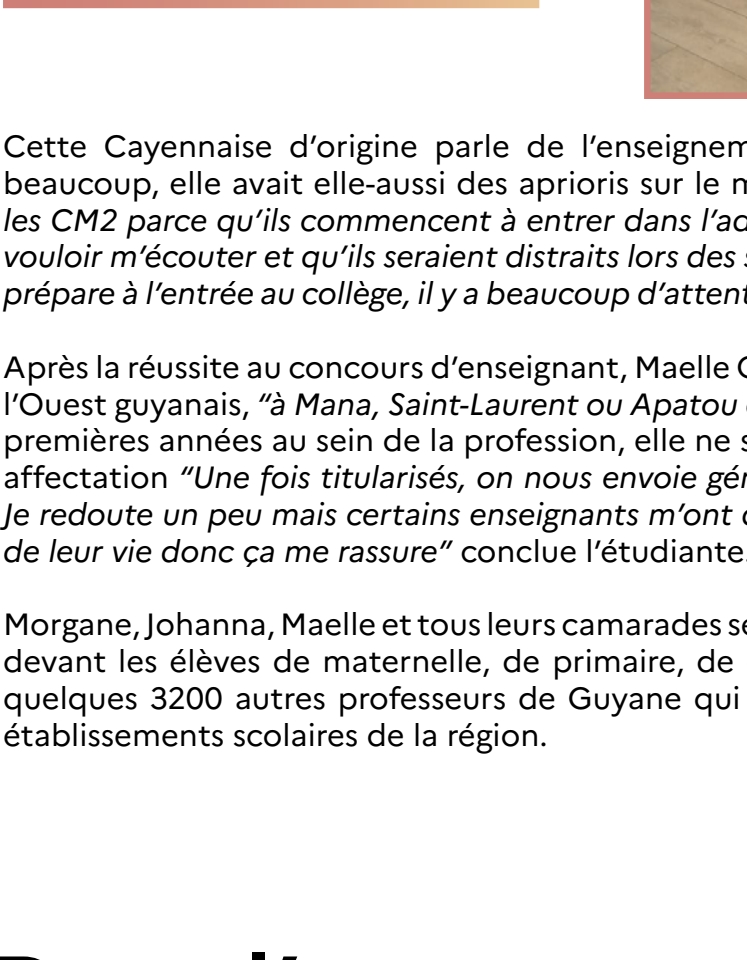 Cette Cayennaise d’origine parle de
beaucoup, elle avait elle-aussi des aprioris sur le
les CM2 parce qu’ils commencent à entrer dans
vouloir m’écouter et qu’ils seraient distraits lors des
prépare à l’entrée au collège, il y a beaucoup
Après la réussite au concours d’enseignant, Maelle
l’Ouest guyanais, “à Mana, Saint-Laurent ou Apatou
premières années au sein de la profession, elle ne
affectation “Une fois titularisés, on nous envoie
Je redoute un peu mais certains enseignants m’ont
de leur vie donc ça me rassure” conclue l’étudiante.
Morgane, Johanna, Maelle et tous leurs camarades
devant les élèves de maternelle, de primaire, de
quelques 3200 autres professeurs de Guyane qui
établissements scolaires de la région.